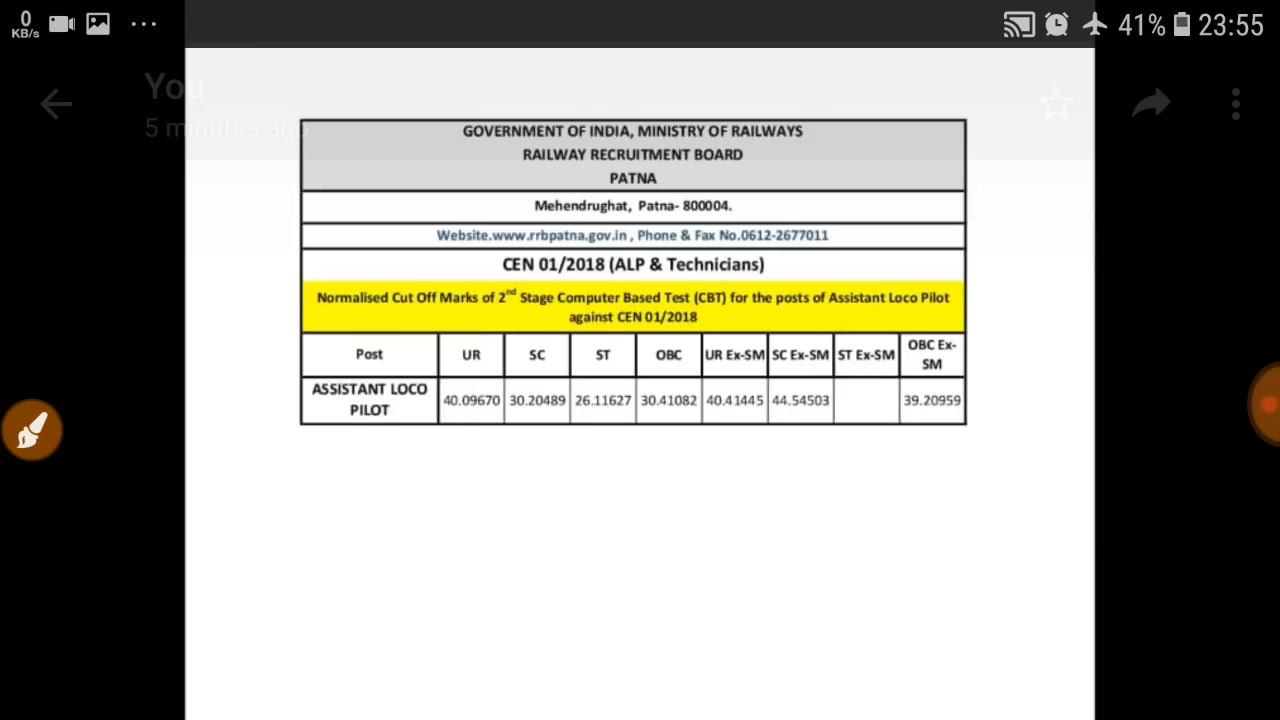 0
KB/s
41% 23:55
You
5 minutes ago
GOVERNMENT OF INDIA, MINISTRY OF RAILWAYS
RAILWAY RECRUITMENT BOARD
PATNA
Mehendrughat, Patna- 800004.
Website.www.rrbpatna.gov.in , Phone & Fax No.0612-2677011
CEN 01/2018 (ALP & Technicians)
Normalised Cut Off Marks of 2nd Stage Computer Based Test (CBT) for the posts of Assistant Loco Pilot
against CEN 01/2018
Post UR SC ST OBC UR Ex-SM SC Ex-SM ST Ex-SM OBC Ex-
SM
ASSISTANT LOCO
PILOT 40.09670 30.20489 26.11627 30.41082 40.41445 44.54503 39.20959